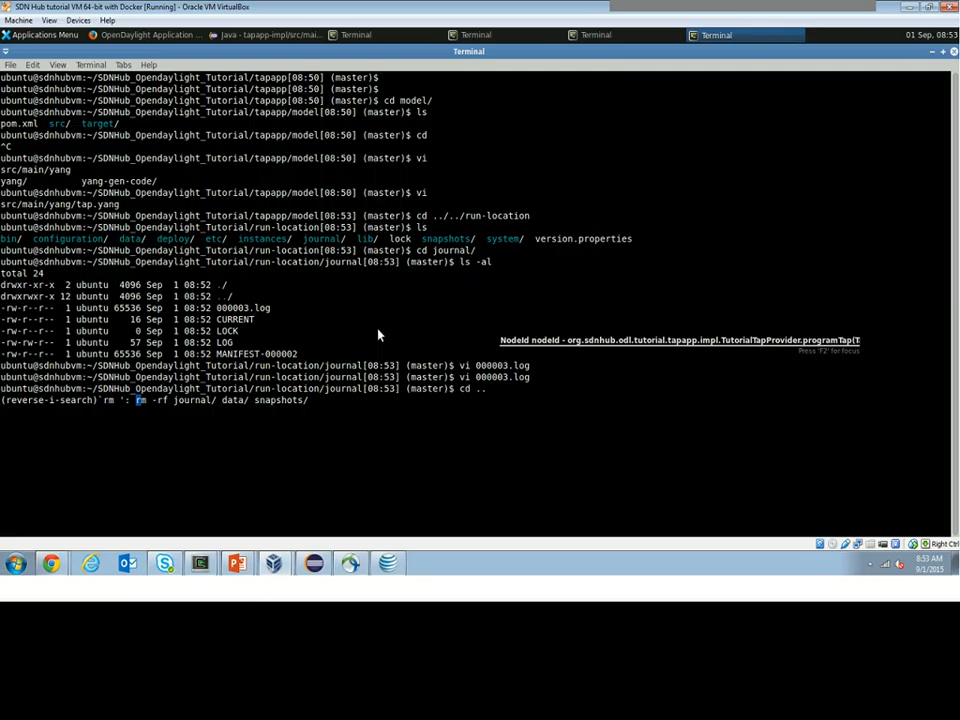 SDN Hub tutorial VM 64-bit with Docker [Running] - Oracle VM VirtualBox
Machine View Devices Help
Applications Menu OpenDaylight Application ... Java - tapapp-impl/src/mai... Terminal Terminal Terminal Terminal 01 Sep, 08:53
Terminal
File Edit View Terminal Tabs Help
ubuntu@sdnhubvm:~/SDNHub_Opendaylight_Tutorial/tapapp[08:50] (master)$
ubuntu@sdnhubvm:~/SDNHub_Opendaylight_Tutorial/tapapp[08:50] (master)$
ubuntu@sdnhubvm:~/SDNHub_Opendaylight_Tutorial/tapapp[08:50] (master)$ cd model/
ubuntu@sdnhubvm:~/SDNHub_Opendaylight_Tutorial/tapapp/model[08:50] (master)$ ls
pom.xml src/ target/
ubuntu@sdnhubvm:~/SDNHub_Opendaylight_Tutorial/tapapp/model[08:50] (master)$ cd
^C
ubuntu@sdnhubvm:~/SDNHub_Opendaylight_Tutorial/tapapp/model[08:50] (master)$ vi
src/main/yang
yang/ yang-gen-code/
ubuntu@sdnhubvm:~/SDNHub_Opendaylight_Tutorial/tapapp/model[08:50] (master)$ vi
src/main/yang/tap.yang
ubuntu@sdnhubvm:~/SDNHub_Opendaylight_Tutorial/tapapp/model[08:53] (master)$ cd ../../run-location
ubuntu@sdnhubvm:~/SDNHub_Opendaylight_Tutorial/run-location[08:53] (master)$ ls
bin/ configuration/ data/ deploy/ etc/ instances/ journal/ lib/ lock snapshots/ system/ version.properties
ubuntu@sdnhubvm:~/SDNHub_Opendaylight_Tutorial/run-location[08:53] (master)$ cd journal/
ubuntu@sdnhubvm:~/SDNHub_Opendaylight_Tutorial/run-location/journal[08:53] (master)$ ls -al
total 24
drwxr-xr-x 2 ubuntu 4096 Sep 1 08:52 ./
drwxrwxr-x 12 ubuntu 4096 Sep 1 08:52 ../
-rw-r--r-- 1 ubuntu 65536 Sep 1 08:52 000003.log
-rw-r--r-- 1 ubuntu 16 Sep 1 08:52 CURRENT
-rw-r--r-- 1 ubuntu 0 Sep 1 08:52 LOCK
-rw-rw-r-- 1 ubuntu 57 Sep 1 08:52 LOG
-rw-r--r-- 1 ubuntu 65536 Sep 1 08:52 MANIFEST-000002
NodeId nodeId - org.sdnhub.odl.tutorial.tapapp.impl.TutorialTapProvider.programTap(T
Press 'F2' for focus
ubuntu@sdnhubvm:~/SDNHub_Opendaylight_Tutorial/run-location/journal[08:53] (master)$ vi 000003.log
ubuntu@sdnhubvm:~/SDNHub_Opendaylight_Tutorial/run-location/journal[08:53] (master)$ vi 000003.log
ubuntu@sdnhubvm:~/SDNHub_Opendaylight_Tutorial/run-location/journal[08:53] (master)$ cd ..
(reverse-i-search)`rm ': rm -rf journal/ data/ snapshots/
Right Ctrl
8:53 AM
9/1/2015